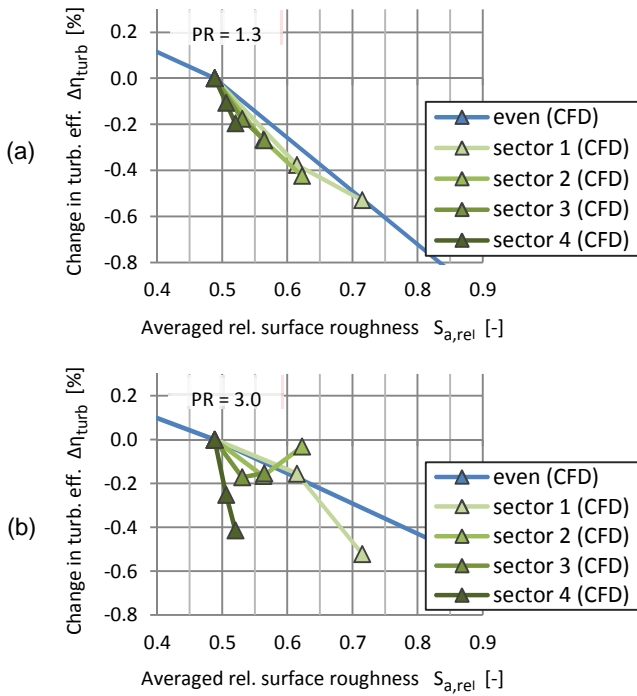 (a)
Change in turb. eff. Δηturb [%]
0.2
0.0
-0.2
-0.4
-0.6
-0.8
PR = 1.3
0.4 0.5 0.6 0.7 0.8 0.9
Averaged rel. surface roughness Sa,rel [-]
even (CFD)
sector 1 (CFD)
sector 2 (CFD)
sector 3 (CFD)
sector 4 (CFD)
(b)
Change in turb. eff. Δηturb [%]
0.2
0.0
-0.2
-0.4
-0.6
-0.8
PR = 3.0
0.4 0.5 0.6 0.7 0.8 0.9
Averaged rel. surface roughness Sa,rel [-]
even (CFD)
sector 1 (CFD)
sector 2 (CFD)
sector 3 (CFD)
sector 4 (CFD)